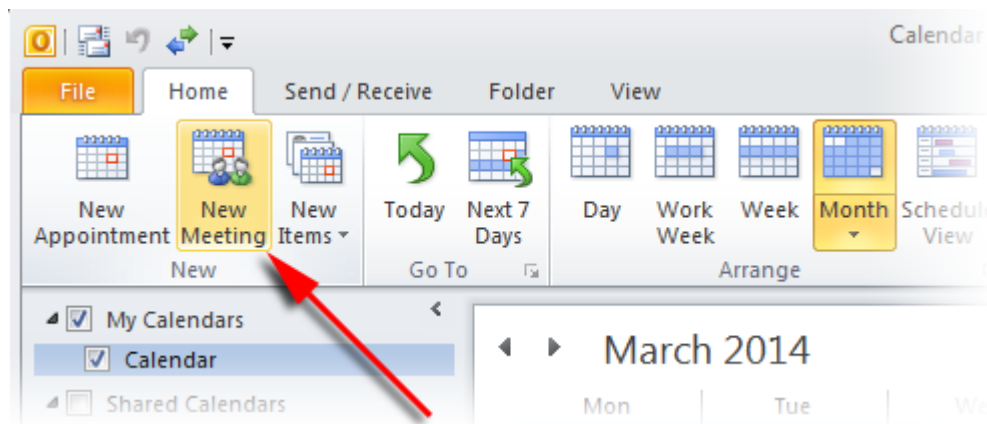 Calendar
File Home Send / Receive Folder View
New Appointment
New Meeting
New Items
Today
Next 7 Days
Day
Work Week
Week
Month
Schedule View
New
Go To
Arrange
My Calendars
Calendar
Shared Calendars
March 2014
Mon Tue We